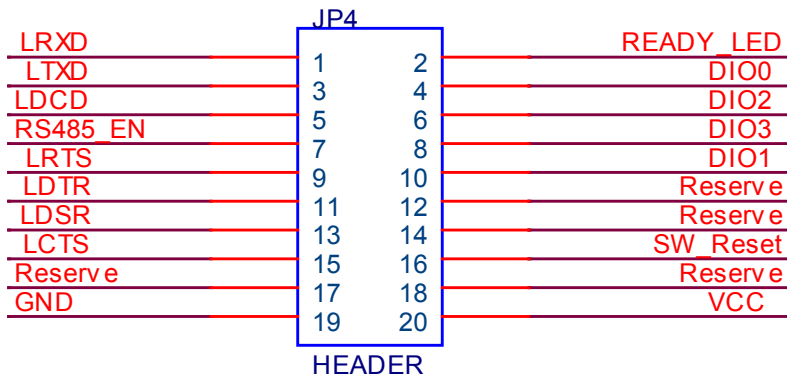 JP4
LRXD 1 2 READY_LED
LTXD 3 4 DIO0
LDCD 5 6 DIO2
RS485_EN 7 8 DIO3
LRTS 9 10 DIO1
LDTR 11 12 Reserve
LDSR 13 14 Reserve
LCTS 15 16 SW_Reset
Reserve 17 18 Reserve
GND 19 20 VCC
HEADER